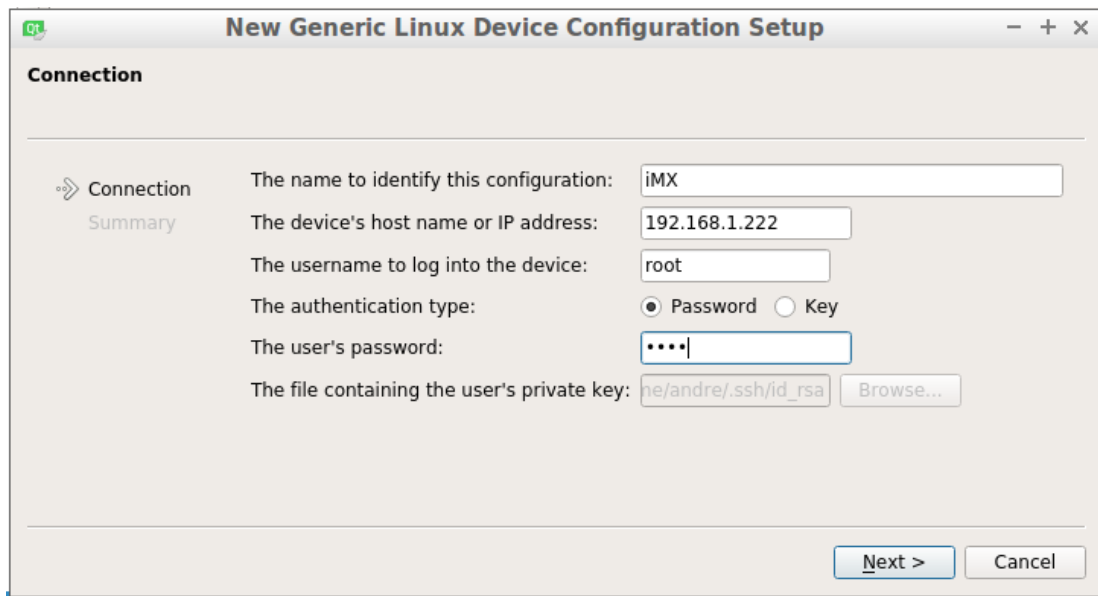 Qt New Generic Linux Device Configuration Setup
Connection
Connection
Summary
The name to identify this configuration: iMX
The device's host name or IP address: 192.168.1.222
The username to log into the device: root
The authentication type: Password Key
The user's password: ••••
The file containing the user's private key: ne/andre/.ssh/id_rsa Browse...
Next > Cancel